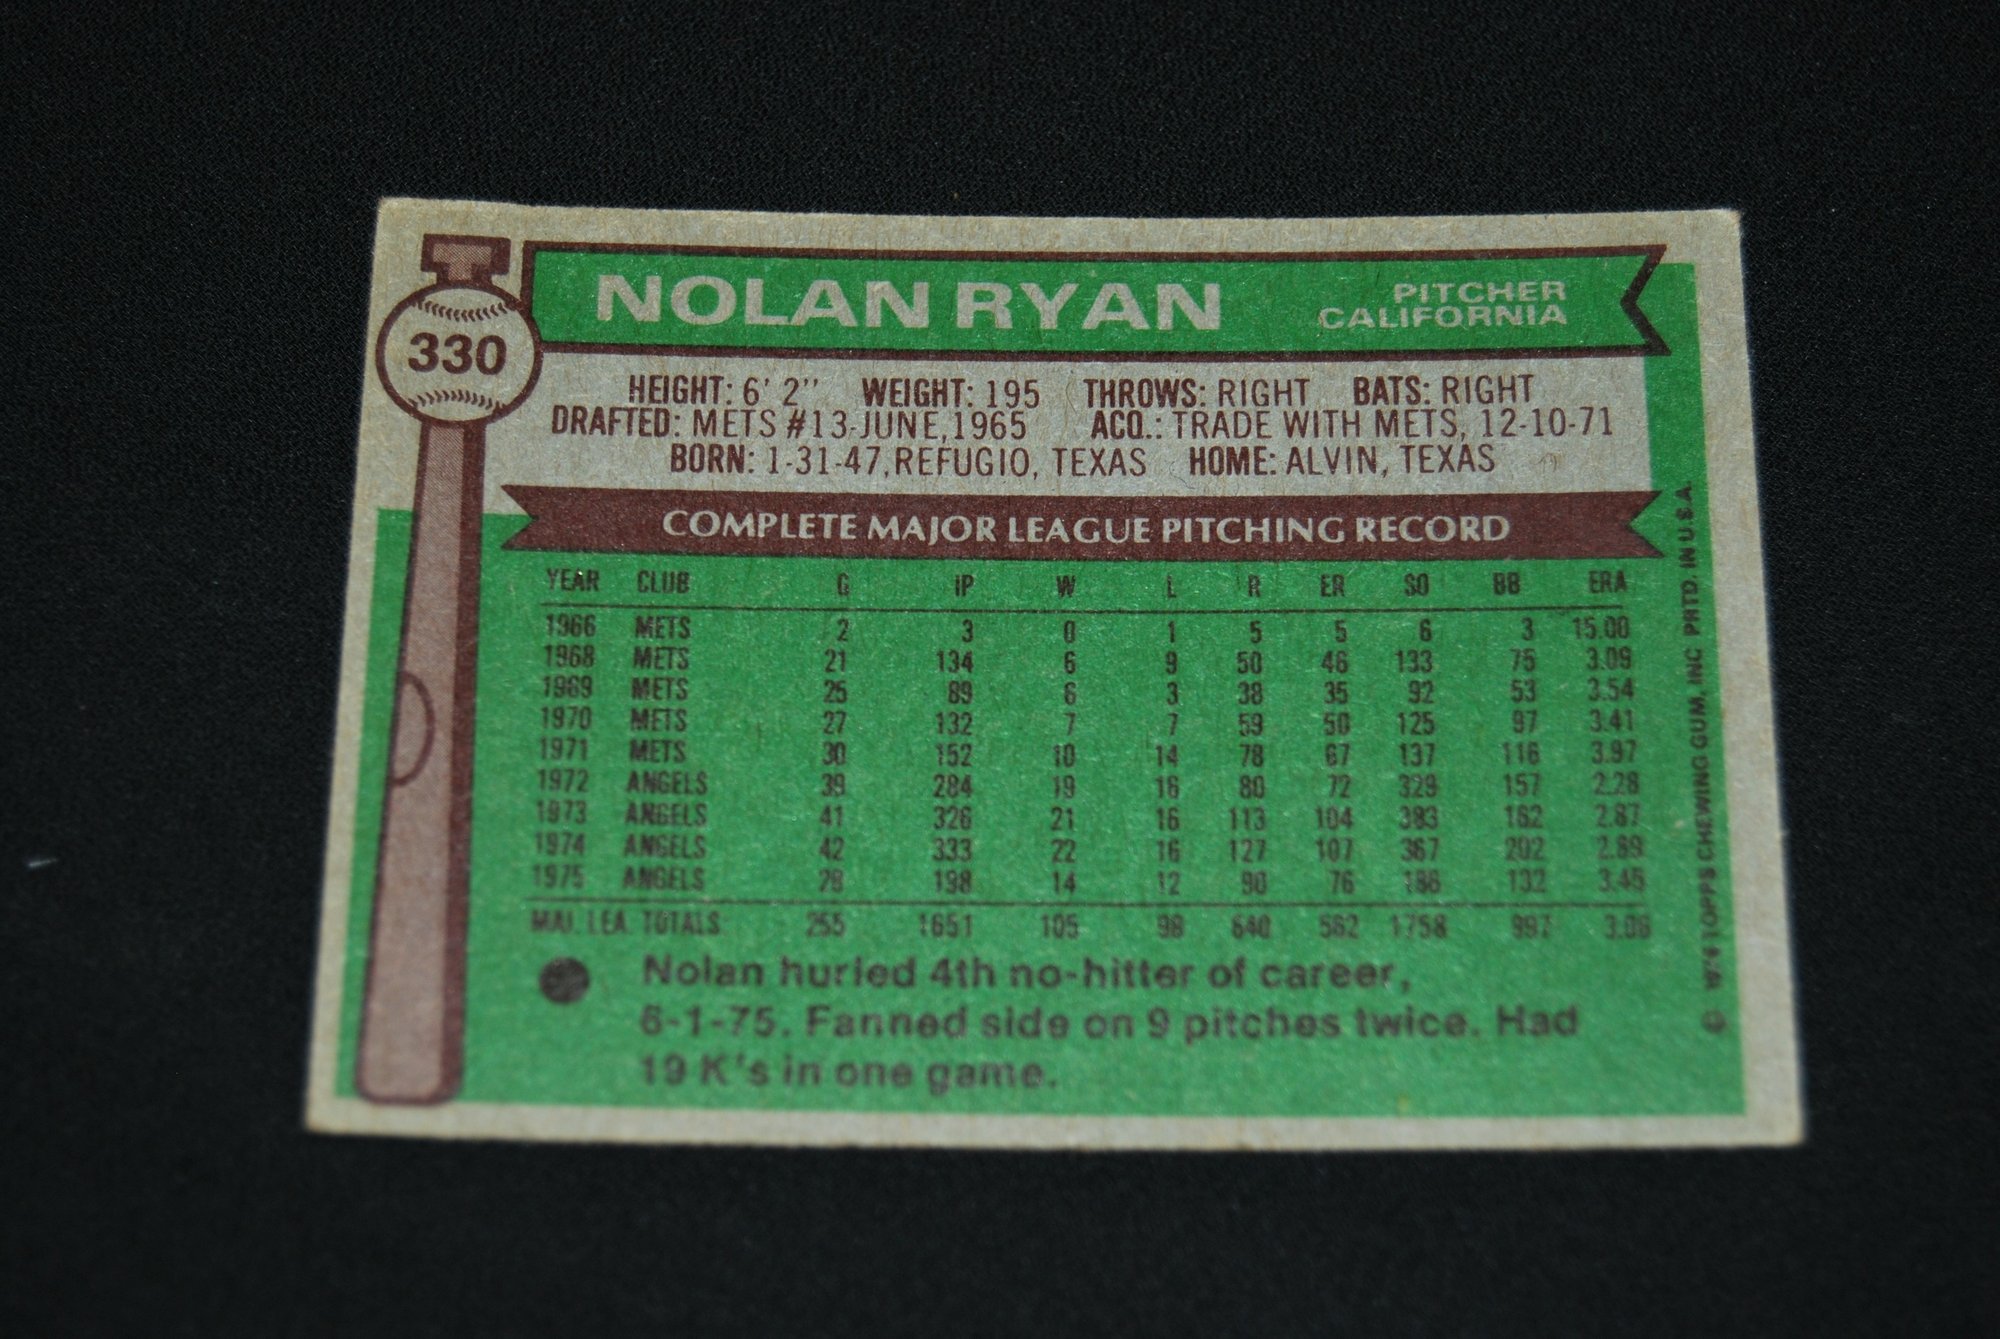 330
NOLAN RYAN
PITCHER
CALIFORNIA
HEIGHT: 6' 2" WEIGHT: 195 THROWS: RIGHT BATS: RIGHT
DRAFTED: METS #13-JUNE, 1965 ACQ.: TRADE WITH METS, 12-10-71
BORN: 1-31-47, REFUGIO, TEXAS HOME: ALVIN, TEXAS
COMPLETE MAJOR LEAGUE PITCHING RECORD
YEAR CLUB G IP W L R ER SO BB ERA
1966 METS 2 3 0 1 5 5 6 3 15.00
1968 METS 21 134 6 9 50 46 133 75 3.09
1969 METS 25 89 6 3 38 35 92 53 3.54
1970 METS 27 132 7 7 59 50 125 97 3.41
1971 METS 30 152 10 14 78 67 137 116 3.97
1972 ANGELS 39 284 19 16 80 72 329 157 2.28
1973 ANGELS 41 326 21 16 113 104 383 162 2.87
1974 ANGELS 42 333 22 16 127 107 367 202 2.89
1975 ANGELS 28 198 14 12 90 76 186 132 3.45
MAJ. LEA. TOTALS 255 1651 105 98 640 562 1758 997 3.06
Nolan hurled 4th no-hitter of career,
6-1-75. Fanned side on 9 pitches twice. Had
19 K's in one game.
© 1976 TOPPS CHEWING GUM, INC PRTD. IN U.S.A.